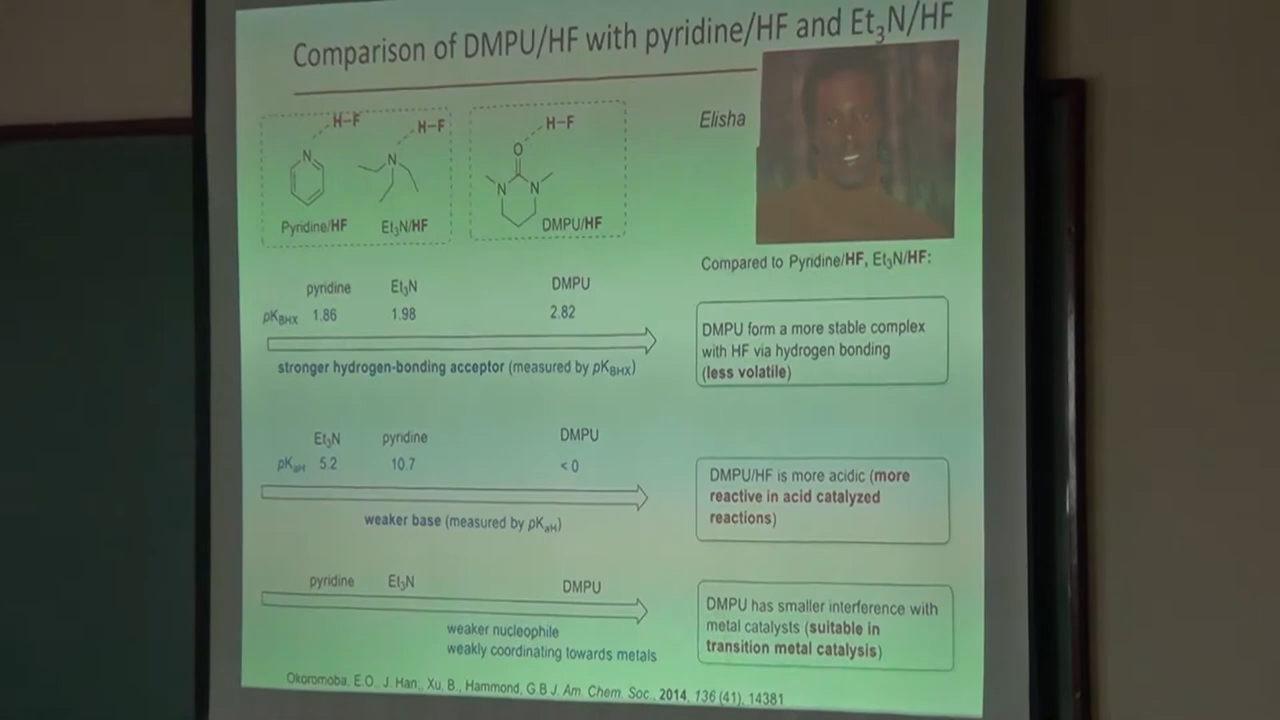 Comparison of DMPU/HF with pyridine/HF and Et₃N/HF
H–F
H–F
H–F
N
N
O
N
N
Pyridine/HF
Et₃N/HF
DMPU/HF
Elisha
Compared to Pyridine/HF, Et₃N/HF:
pyridine
Et₃N
DMPU
pK_BHX 1.86
1.98
2.82
stronger hydrogen-bonding acceptor (measured by pK_BHX)
DMPU form a more stable complex
with HF via hydrogen bonding
(less volatile)
Et₃N
pyridine
DMPU
pK_aH 5.2
10.7
< 0
weaker base (measured by pK_aH)
DMPU/HF is more acidic (more
reactive in acid catalyzed
reactions)
pyridine
Et₃N
DMPU
weaker nucleophile
weakly coordinating towards metals
DMPU has smaller interference with
metal catalysts (suitable in
transition metal catalysis)
Okoromoba, E.O., J. Han;, Xu, B., Hammond, G.B J. Am. Chem. Soc., 2014, 136 (41), 14381